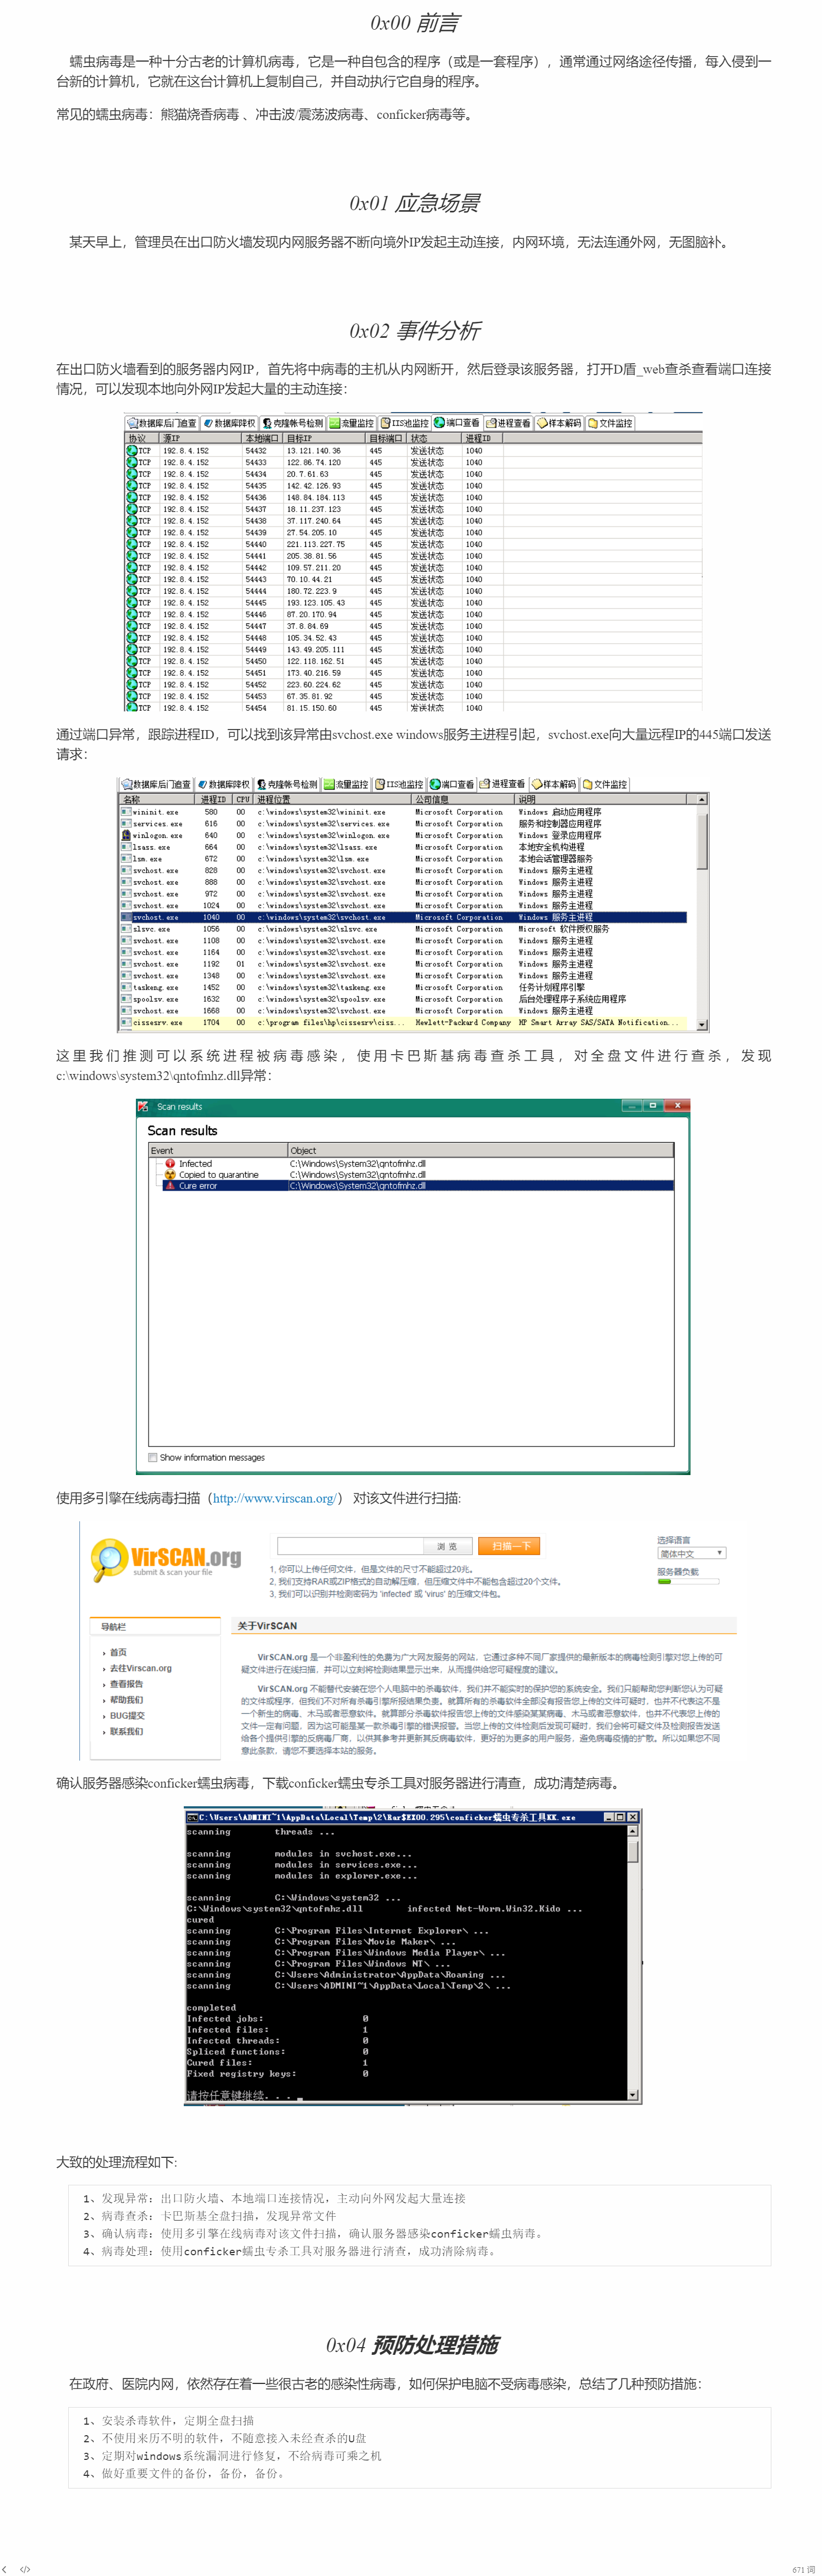 0x00 前言
蠕虫病毒是一种十分古老的计算机病毒，它是一种自包含的程序（或是一套程序），通常通过网络途径传播，每入侵到一
台新的计算机，它就在这台计算机上复制自己，并自动执行它自身的程序。
常见的蠕虫病毒：熊猫烧香病毒 、冲击波/震荡波病毒、conficker病毒等。
0x01 应急场景
某天早上，管理员在出口防火墙发现内网服务器不断向境外IP发起主动连接，内网环境，无法连通外网，无图脑补。
0x02 事件分析
在出口防火墙看到的服务器内网IP，首先将中病毒的主机从内网断开，然后登录该服务器，打开D盾_web查杀查看端口连接
情况，可以发现本地向外网IP发起大量的主动连接：
数据库后门追查 数据库降权 克隆帐号检测 流量监控 IIS池监控 端口查看 进程查看 样本解码 文件监控
协议 源IP 本地端口 目标IP 目标端口 状态 进程ID
TCP 192.8.4.152 54432 13.121.140.36 445 发送状态 1040
TCP 192.8.4.152 54433 122.86.74.120 445 发送状态 1040
TCP 192.8.4.152 54434 20.7.61.63 445 发送状态 1040
TCP 192.8.4.152 54435 142.42.126.93 445 发送状态 1040
TCP 192.8.4.152 54436 148.84.184.113 445 发送状态 1040
TCP 192.8.4.152 54437 18.11.237.123 445 发送状态 1040
TCP 192.8.4.152 54438 37.117.240.64 445 发送状态 1040
TCP 192.8.4.152 54439 27.54.205.10 445 发送状态 1040
TCP 192.8.4.152 54440 221.113.227.75 445 发送状态 1040
TCP 192.8.4.152 54441 205.38.81.56 445 发送状态 1040
TCP 192.8.4.152 54442 109.57.211.20 445 发送状态 1040
TCP 192.8.4.152 54443 70.10.44.21 445 发送状态 1040
TCP 192.8.4.152 54444 180.72.223.9 445 发送状态 1040
TCP 192.8.4.152 54445 193.123.105.43 445 发送状态 1040
TCP 192.8.4.152 54446 87.20.170.94 445 发送状态 1040
TCP 192.8.4.152 54447 37.8.84.69 445 发送状态 1040
TCP 192.8.4.152 54448 105.34.52.43 445 发送状态 1040
TCP 192.8.4.152 54449 143.49.205.111 445 发送状态 1040
TCP 192.8.4.152 54450 122.118.162.51 445 发送状态 1040
TCP 192.8.4.152 54451 173.40.216.59 445 发送状态 1040
TCP 192.8.4.152 54452 223.60.224.62 445 发送状态 1040
TCP 192.8.4.152 54453 67.35.81.92 445 发送状态 1040
TCP 192.8.4.152 54454 81.15.150.60 445 发送状态 1040
通过端口异常，跟踪进程ID，可以找到该异常由svchost.exe windows服务主进程引起，svchost.exe向大量远程IP的445端口发送
请求：
数据库后门追查 数据库降权 克隆帐号检测 流量监控 IIS池监控 端口查看 进程查看 样本解码 文件监控
名称 进程ID CPU 进程位置 公司信息 说明
wininit.exe 580 00 c:\windows\system32\wininit.exe Microsoft Corporation Windows 启动应用程序
services.exe 616 00 c:\windows\system32\services.exe Microsoft Corporation 服务和控制器应用程序
winlogon.exe 640 00 c:\windows\system32\winlogon.exe Microsoft Corporation Windows 登录应用程序
lsass.exe 664 00 c:\windows\system32\lsass.exe Microsoft Corporation 本地安全机构进程
lsm.exe 672 00 c:\windows\system32\lsm.exe Microsoft Corporation 本地会话管理器服务
svchost.exe 828 00 c:\windows\system32\svchost.exe Microsoft Corporation Windows 服务主进程
svchost.exe 888 00 c:\windows\system32\svchost.exe Microsoft Corporation Windows 服务主进程
svchost.exe 972 00 c:\windows\system32\svchost.exe Microsoft Corporation Windows 服务主进程
svchost.exe 1024 00 c:\windows\system32\svchost.exe Microsoft Corporation Windows 服务主进程
svchost.exe 1040 00 c:\windows\system32\svchost.exe Microsoft Corporation Windows 服务主进程
slsvc.exe 1056 00 c:\windows\system32\slsvc.exe Microsoft Corporation Microsoft 软件授权服务
svchost.exe 1108 00 c:\windows\system32\svchost.exe Microsoft Corporation Windows 服务主进程
svchost.exe 1164 00 c:\windows\system32\svchost.exe Microsoft Corporation Windows 服务主进程
svchost.exe 1192 01 c:\windows\system32\svchost.exe Microsoft Corporation Windows 服务主进程
svchost.exe 1348 00 c:\windows\system32\svchost.exe Microsoft Corporation Windows 服务主进程
taskeng.exe 1452 00 c:\windows\system32\taskeng.exe Microsoft Corporation 任务计划程序引擎
spoolsv.exe 1632 00 c:\windows\system32\spoolsv.exe Microsoft Corporation 后台处理程序子系统应用程序
svchost.exe 1668 00 c:\windows\system32\svchost.exe Microsoft Corporation Windows 服务主进程
cissesrv.exe 1704 00 c:\program files\hp\cissesrv\ciss... Hewlett-Packard Company HP Smart Array SAS/SATA Notification...
这里我们推测可以系统进程被病毒感染，使用卡巴斯基病毒查杀工具，对全盘文件进行查杀，发现
c:\windows\system32\qntofmhz.dll异常：
Scan results
Scan results
Event Object
Infected C:\Windows\System32\qntofmhz.dll
Copied to quarantine C:\Windows\System32\qntofmhz.dll
Cure error C:\Windows\System32\qntofmhz.dll
Show information messages
使用多引擎在线病毒扫描（http://www.virscan.org/） 对该文件进行扫描:
VirSCAN.org
submit & scan your file
浏 览 扫描一下
1, 你可以上传任何文件，但是文件的尺寸不能超过20兆。
2, 我们支持RAR或ZIP格式的自动解压缩，但压缩文件中不能包含超过20个文件。
3, 我们可以识别并检测密码为 'infected' 或 'virus' 的压缩文件包。
选择语言
简体中文
服务器负载
导航栏
首页
去往Virscan.org
查看报告
帮助我们
BUG提交
联系我们
关于VirSCAN
VirSCAN.org 是一个非盈利性的免费为广大网友服务的网站，它通过多种不同厂家提供的最新版本的病毒检测引擎对您上传的可
疑文件进行在线扫描，并可以立刻将检测结果显示出来，从而提供给您可疑程度的建议。
VirSCAN.org 不能替代安装在您个人电脑中的杀毒软件，我们并不能实时的保护您的系统安全。我们只能帮助您判断您认为可疑
的文件或程序，但我们不对所有杀毒引擎所报结果负责。就算所有的杀毒软件全部没有报告您上传的文件可疑时，也并不代表这不是
一个新生的病毒、木马或者恶意软件。就算部分杀毒软件报告您上传的文件感染某某病毒、木马或者恶意软件，也并不代表您上传的
文件一定有问题，因为这可能是某一款杀毒引擎的错误报警。当您上传的文件检测后发现可疑时，我们会将可疑文件及检测报告发送
给各个提供引擎的反病毒厂商，以供其参考并更新其反病毒软件，更好的为更多的用户服务，避免病毒疫情的扩散。所以如果您不同
意此条款，请您不要选择本站的服务。
确认服务器感染conficker蠕虫病毒，下载conficker蠕虫专杀工具对服务器进行清查，成功清楚病毒。
C:\Users\ADMINI~1\AppData\Local\Temp\2\Rar$EX00.295\conficker蠕虫专杀工具KK.exe
scanning threads ...
scanning modules in svchost.exe...
scanning modules in services.exe...
scanning modules in explorer.exe...
scanning C:\Windows\system32 ...
C:\Windows\system32\qntofmhz.dll infected Net-Worm.Win32.Kido ...
cured
scanning C:\Program Files\Internet Explorer\ ...
scanning C:\Program Files\Movie Maker\ ...
scanning C:\Program Files\Windows Media Player\ ...
scanning C:\Program Files\Windows NT\ ...
scanning C:\Users\Administrator\AppData\Roaming ...
scanning C:\Users\ADMINI~1\AppData\Local\Temp\2\ ...
completed
Infected jobs: 0
Infected files: 1
Infected threads: 0
Spliced functions: 0
Cured files: 1
Fixed registry keys: 0
请按任意键继续. . .
大致的处理流程如下:
1、发现异常：出口防火墙、本地端口连接情况，主动向外网发起大量连接
2、病毒查杀：卡巴斯基全盘扫描，发现异常文件
3、确认病毒：使用多引擎在线病毒对该文件扫描，确认服务器感染conficker蠕虫病毒。
4、病毒处理：使用conficker蠕虫专杀工具对服务器进行清查，成功清除病毒。
0x04 预防处理措施
在政府、医院内网，依然存在着一些很古老的感染性病毒，如何保护电脑不受病毒感染，总结了几种预防措施：
1、安装杀毒软件，定期全盘扫描
2、不使用来历不明的软件，不随意接入未经查杀的U盘
3、定期对windows系统漏洞进行修复，不给病毒可乘之机
4、做好重要文件的备份，备份，备份。
671 词